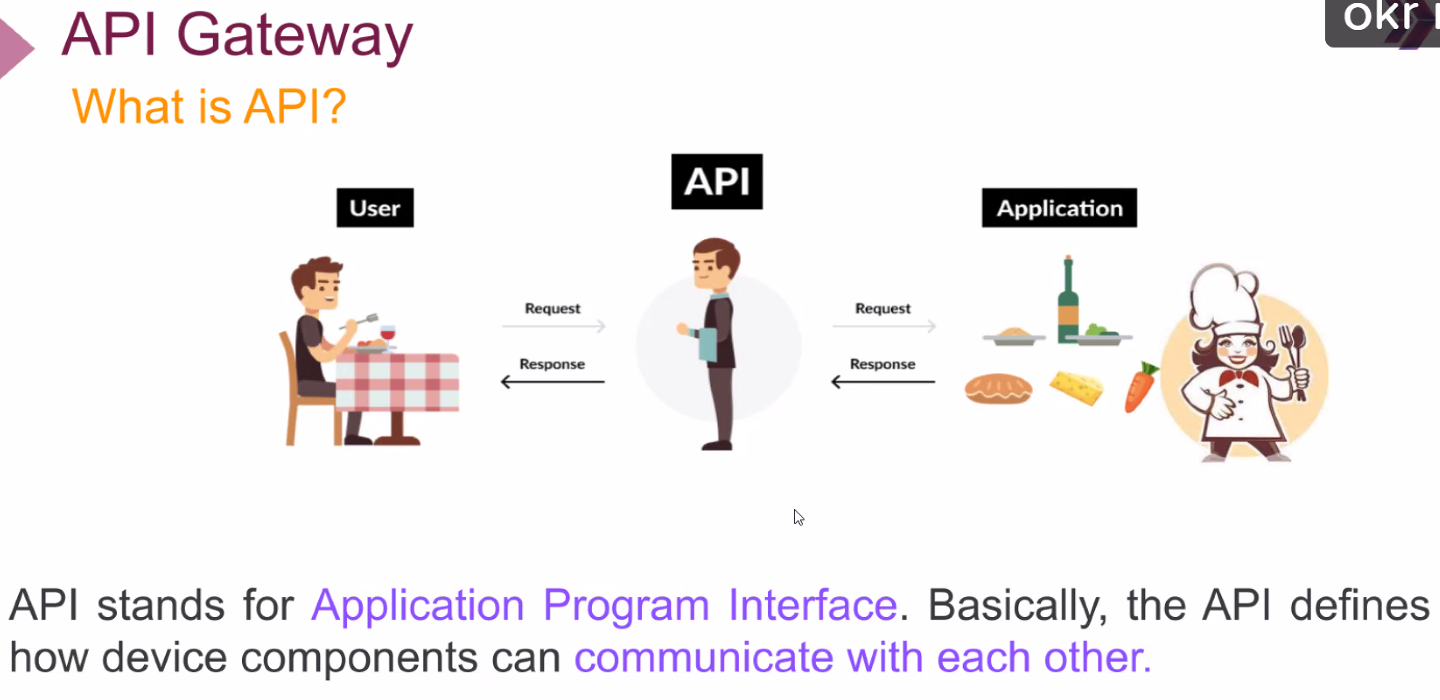 API Gateway
okr
What is API?
API
User
Application
Request
Request
Response
Response
API stands for Application Program Interface. Basically, the API defines
how device components can communicate with each other.